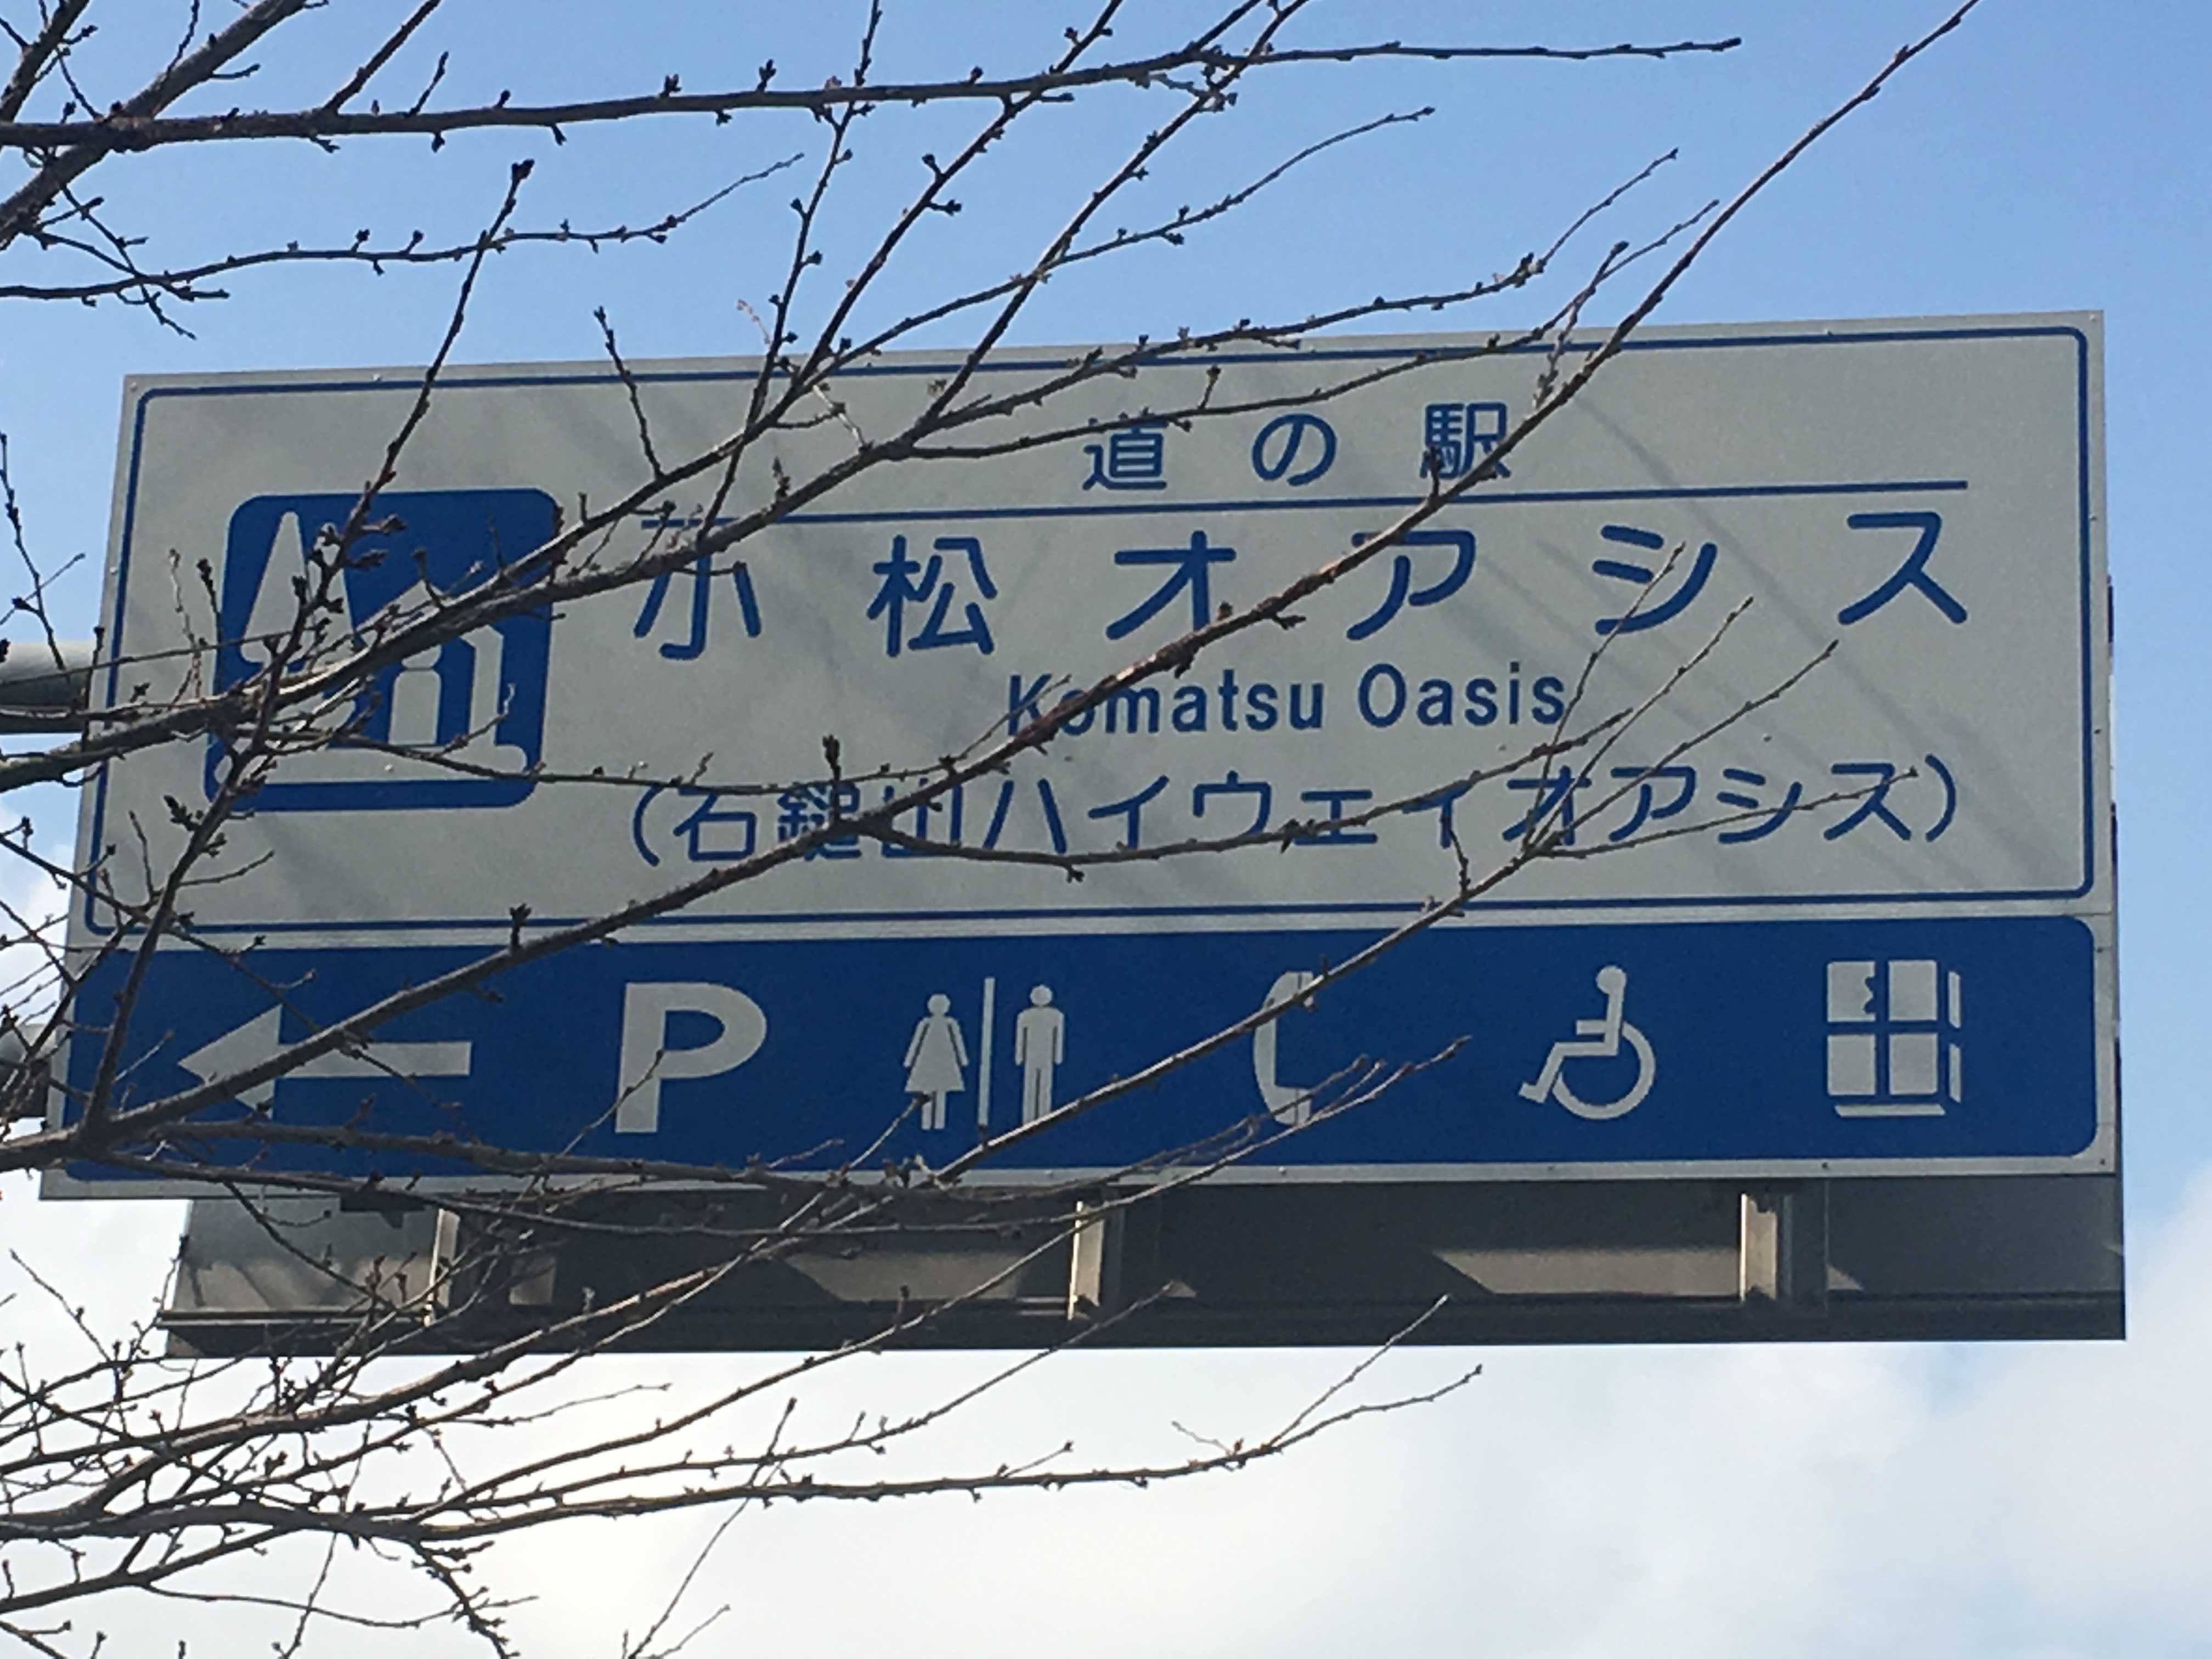 道の駅
小松オアシス
Komatsu Oasis
(石鎚山ハイウェイオアシス)
P